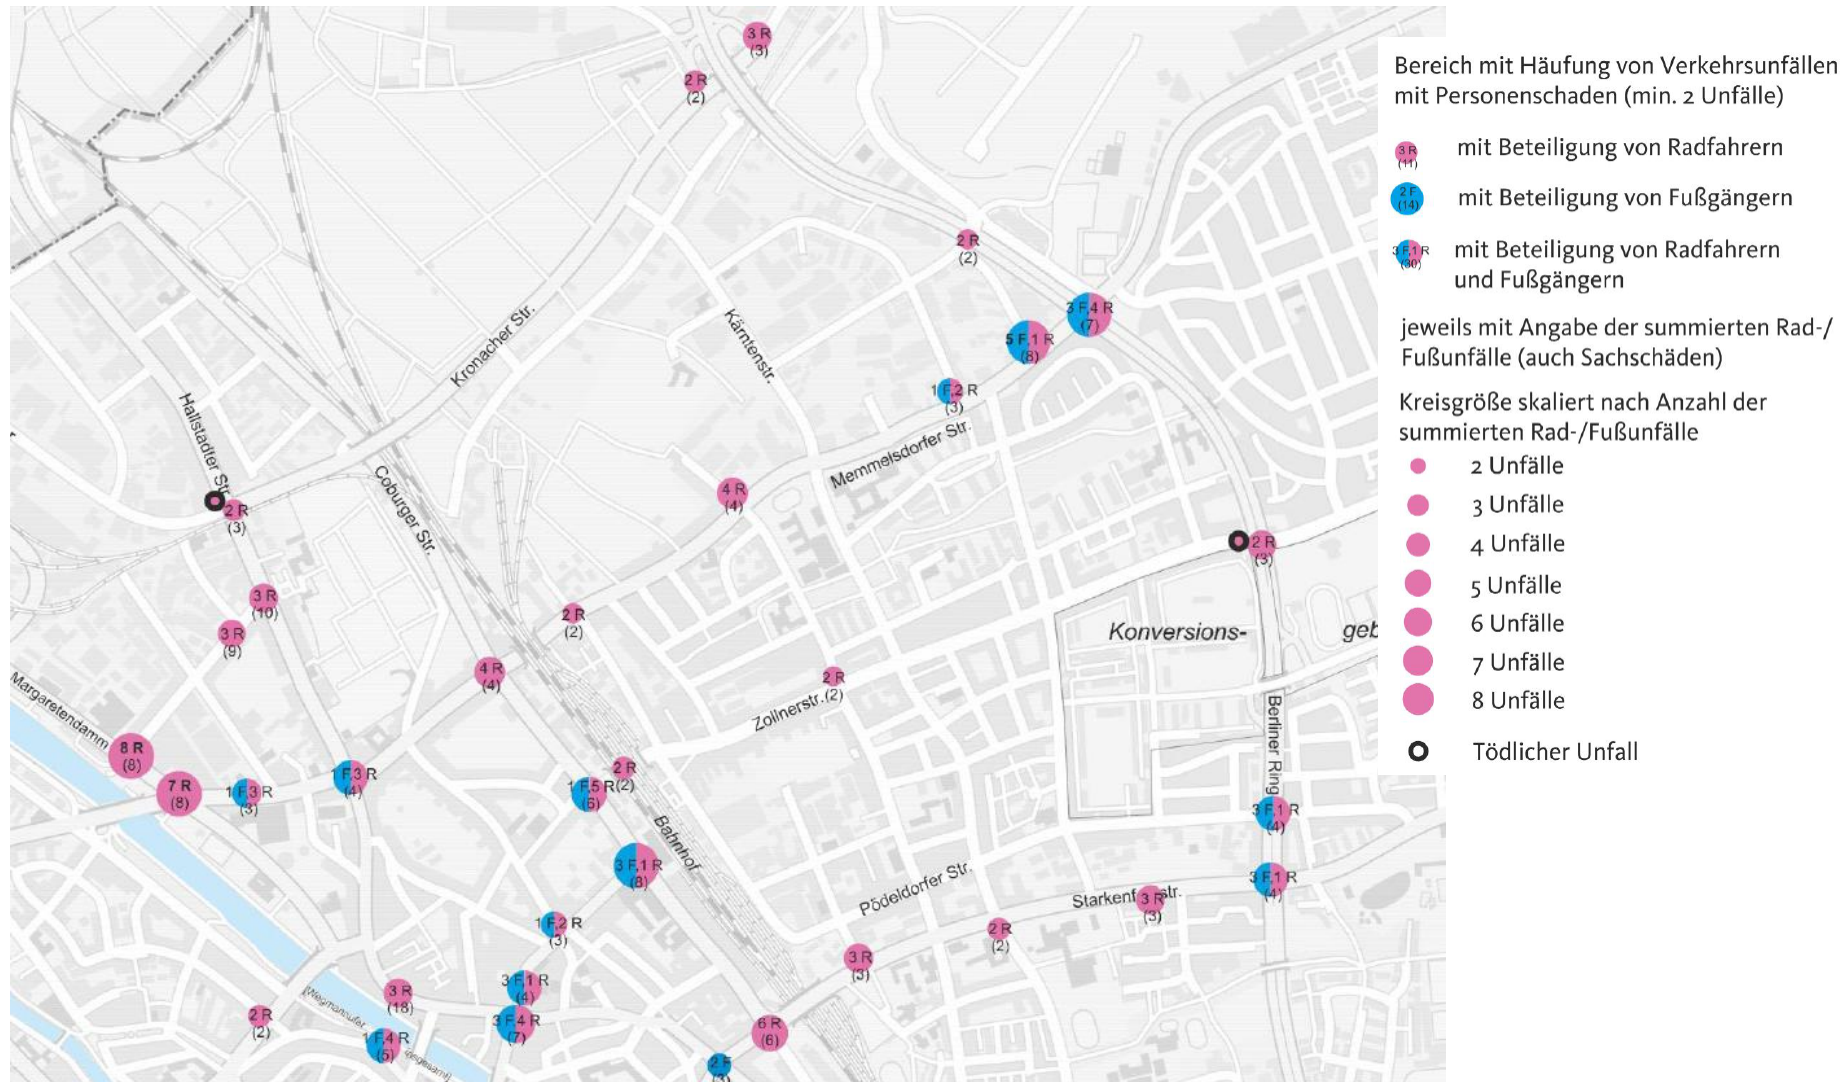 3 R
(3)
2 R
(2)
Bereich mit Häufung von Verkehrsunfällen
mit Personenschaden (min. 2 Unfälle)
3 R
(11)
mit Beteiligung von Radfahrern
2 F
(14)
mit Beteiligung von Fußgängern
3 F,1 R
(30)
mit Beteiligung von Radfahrern
und Fußgängern
jeweils mit Angabe der summierten Rad-/
Fußunfälle (auch Sachschäden)
Kreisgröße skaliert nach Anzahl der
summierten Rad-/Fußunfälle
2 Unfälle
3 Unfälle
4 Unfälle
5 Unfälle
6 Unfälle
7 Unfälle
8 Unfälle
Tödlicher Unfall
2 R
(2)
3 F,4 R
(7)
5 F,1 R
(8)
Kronacher Str.
Kärntenstr.
1 F,2 R
(3)
Memmelsdorfer Str.
Hallstadter Str.
Coburger Str.
4 R
(4)
2 R
(3)
2 R
(3)
3 R
(10)
3 R
(9)
2 R
(2)
Konversions-
geb
4 R
(4)
2 R
(2)
Zollnerstr.
Margaretendamm
Berliner Ring
8 R
(8)
7 R
(8)
1 F,3 R
(3)
1 F,3 R
(4)
1 F,5 R
(6)
2 R
(2)
3 F,1 R
(4)
Bahnhof
3 F,1 R
(8)
3 F,1 R
(4)
Pödeldorfer Str.
Starkenf
str.
3 R
(3)
1 F,2 R
(3)
2 R
(2)
3 R
(3)
3 F,1 R
(4)
3 R
(18)
2 R
(2)
3 F,4 R
(7)
1 F,4 R
(5)
6 R
(6)
2 F
(3)